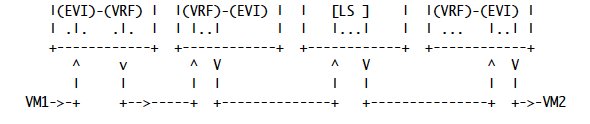 |(EVI)-(VRF) | |(VRF)-(EVI) | | [LS ] | |(VRF)-(EVI) |
| .|. .|. | | |..| | | |...| | | ... |..| |
+------------+ +------------+ +------------+ +------------+
^ v ^ V ^ V ^ V
| | | | | | | |
VM1->-+ +-->-----+ +--------------+ +---------------+ +->-VM2